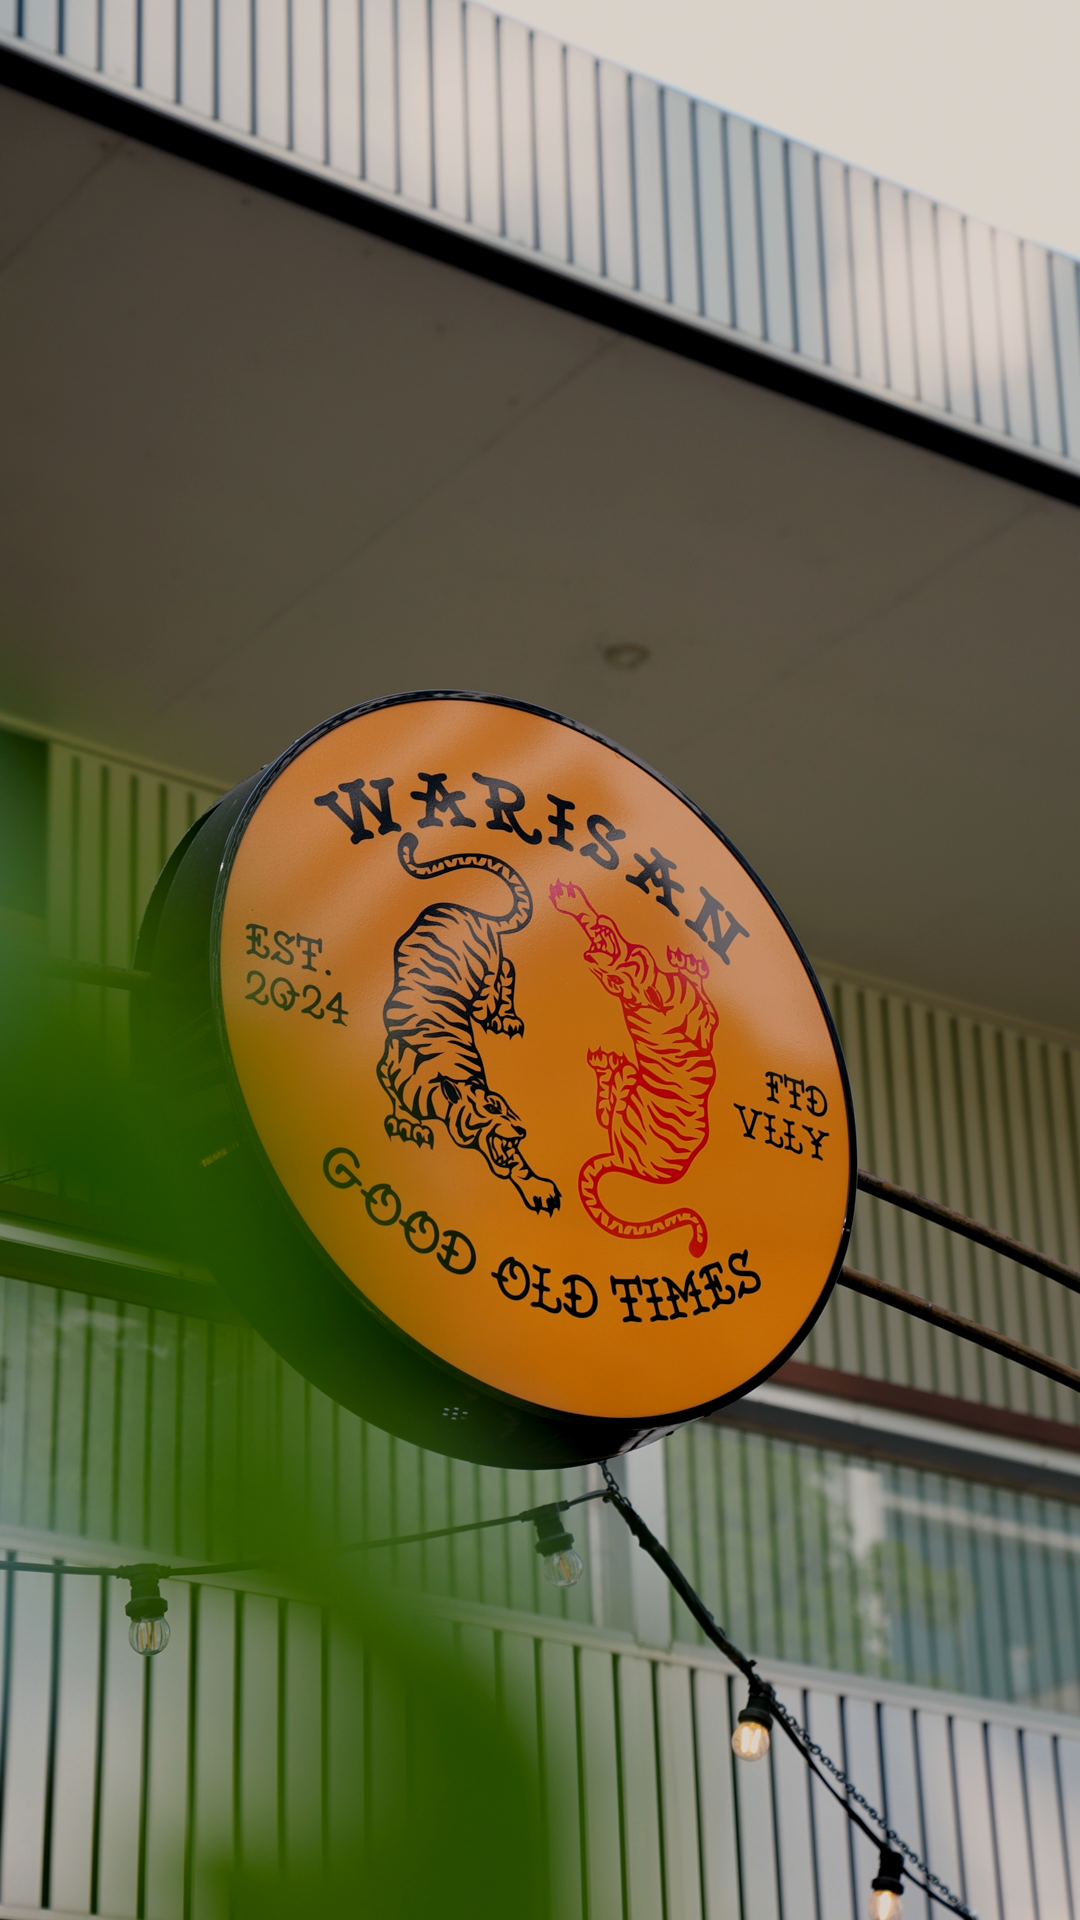 WARISAN
EST.
2024
FTD
VLLY
GOOD OLD TIMES